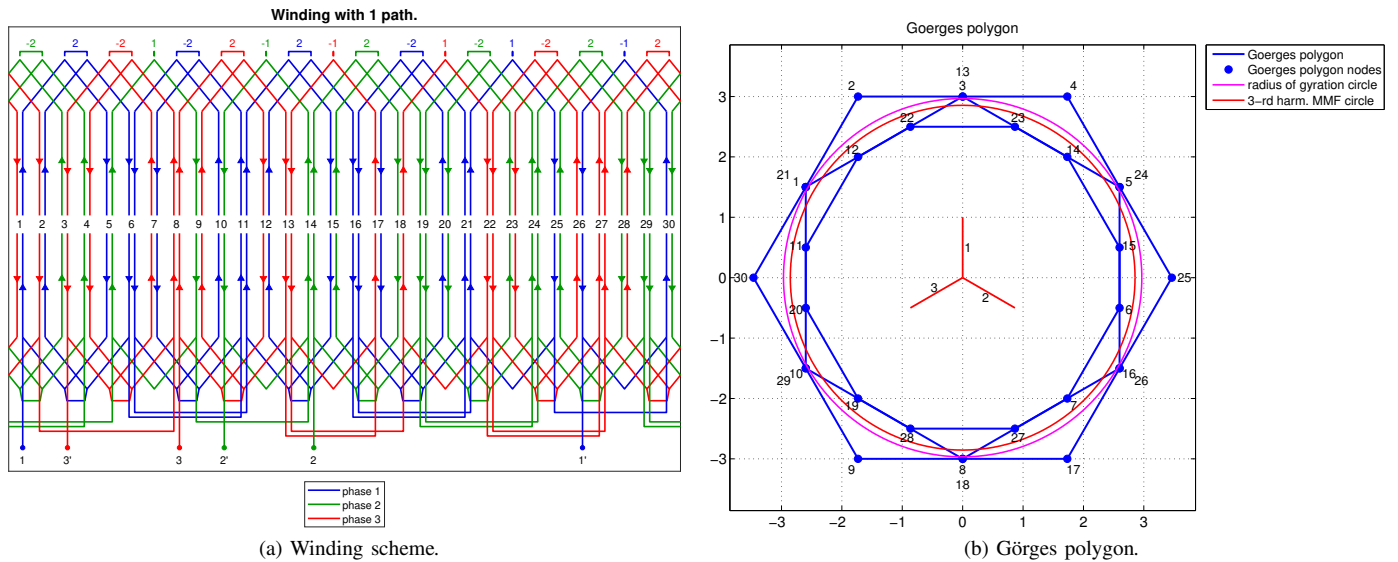 Winding with 1 path.
-2 2 -2 1 -2 2 -1 2 -1 2 -2 1 -2 1 -2 2 -1 2
1 2 3 4 5 6 7 8 9 10 11 12 13 14 15 16 17 18 19 20 21 22 23 24 25 26 27 28 29 30
1 3' 3 2' 2 1'
phase 1
phase 2
phase 3
(a) Winding scheme.
Goerges polygon
Goerges polygon
Goerges polygon nodes
radius of gyration circle
3-rd harm. MMF circle
13
2 3 4
3
22 23
2
12 14
21 1 5 24
1
11 15
1
0
30 25
3 2
20 6
−1
29 10 16 26
−2
19 7
28 27
−3
9 8 17
18
−3 −2 −1 0 1 2 3
(b) Görges polygon.